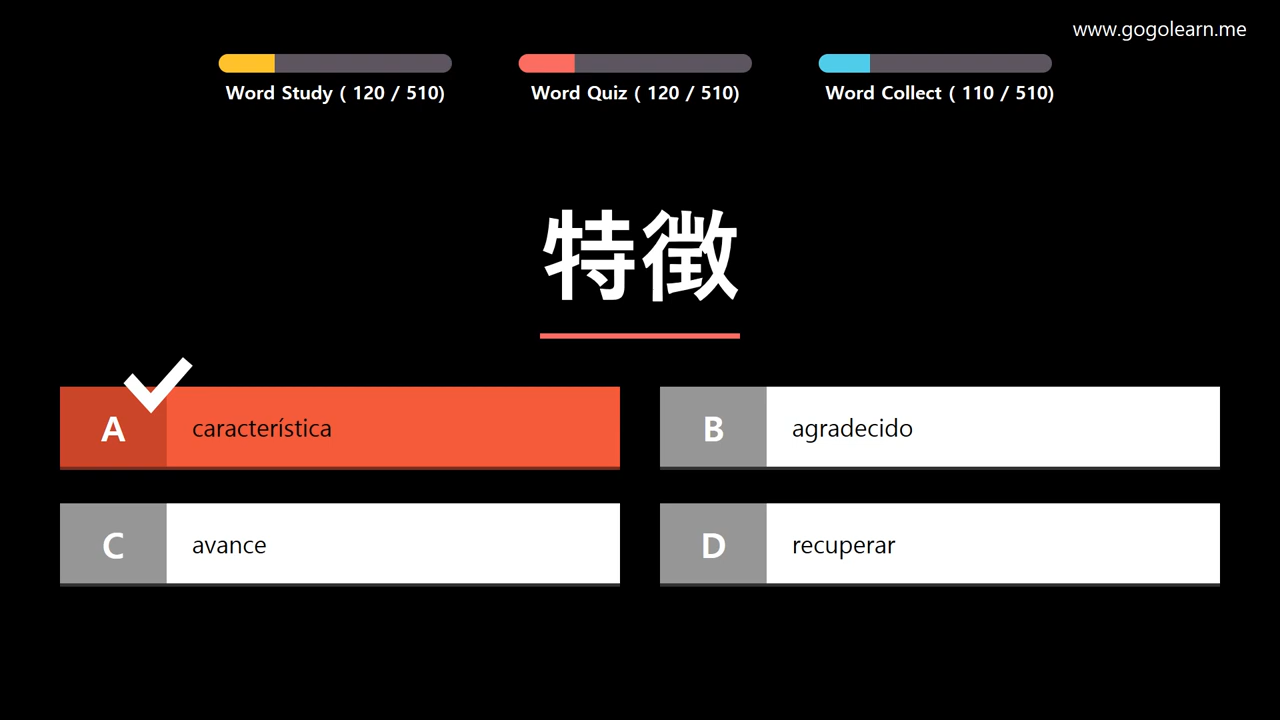 www.gogolearn.me
Word Study ( 120 / 510)
Word Quiz ( 120 / 510)
Word Collect ( 110 / 510)
特徴
A
característica
B
agradecido
C
avance
D
recuperar